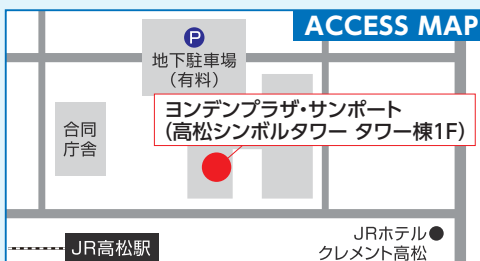 ACCESS MAP
P
地下駐車場
（有料）
ヨンデンプラザ・サンポート
（高松シンボルタワー タワー棟1F）
合同
庁舎
JR高松駅
JRホテル
クレメント高松